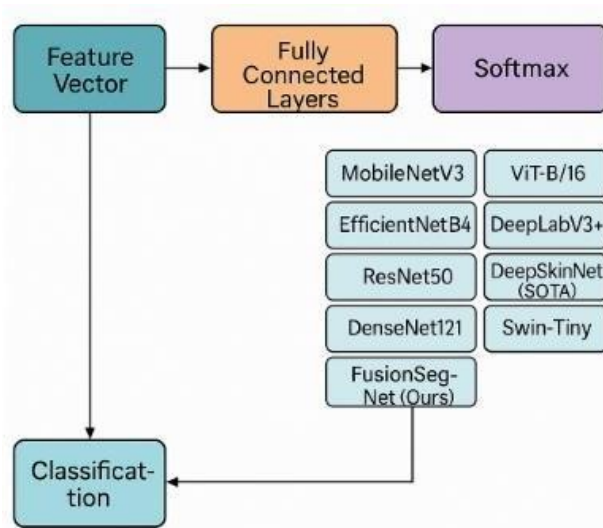 Feature
Vector
Fully
Connected
Layers
Softmax
MobileNetV3
ViT-B/16
EfficientNetB4
DeepLabV3+
ResNet50
DeepSkinNet
(SOTA)
DenseNet121
Swin-Tiny
FusionSeg-
Net (Ours)
Classificat-
tion